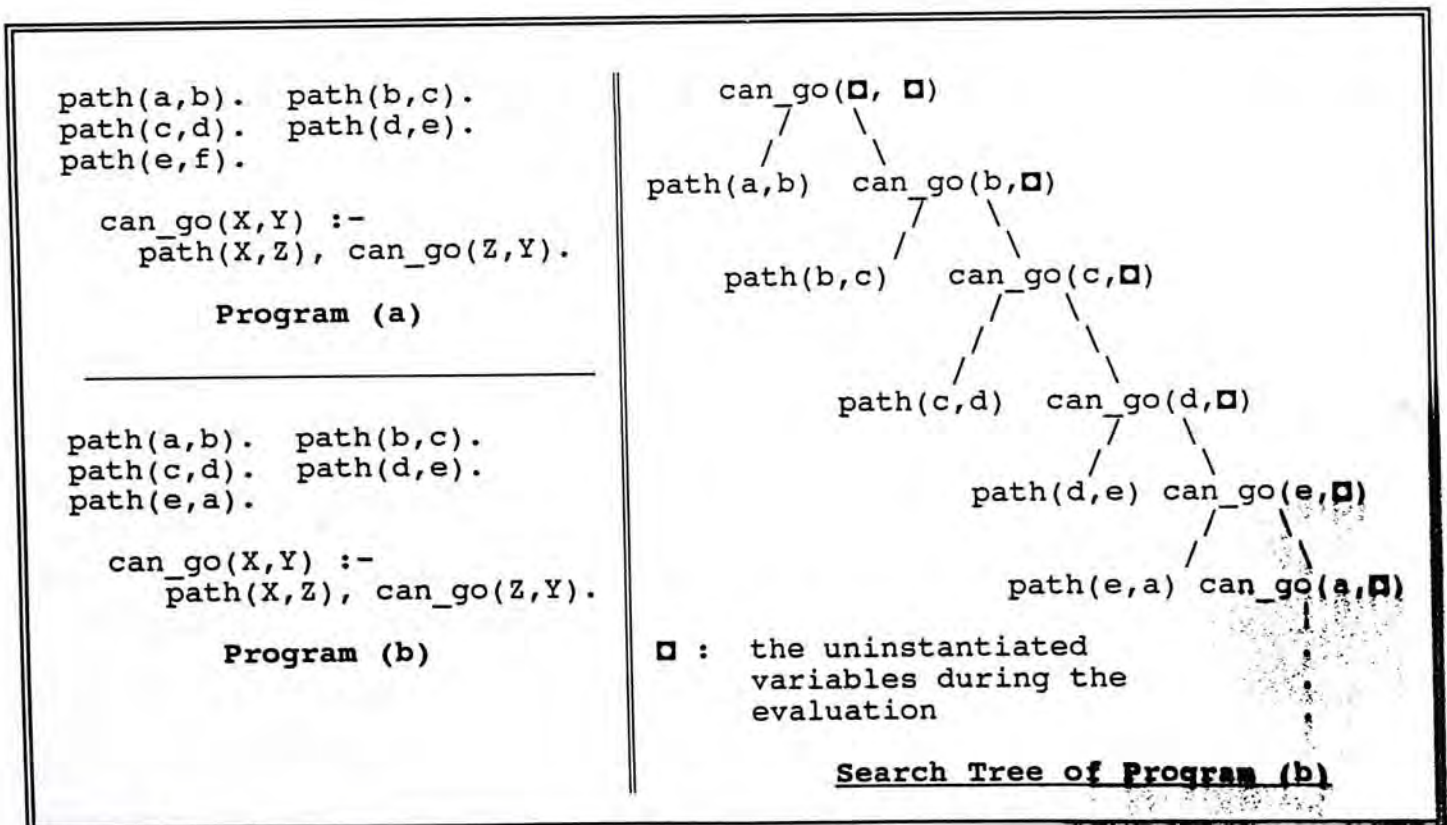 path(a,b).  path(b,c).
path(c,d).  path(d,e).
path(e,f).
can_go(X,Y) :-
path(X,Z), can_go(Z,Y).
Program (a)
path(a,b).  path(b,c).
path(c,d).  path(d,e).
path(e,a).
can_go(X,Y) :-
path(X,Z), can_go(Z,Y).
Program (b)
can_go(◘, ◘)
path(a,b)  can_go(b,◘)
path(b,c)  can_go(c,◘)
path(c,d)  can_go(d,◘)
path(d,e) can_go(e,◘)
path(e,a) can_go(a,◘)
◘ :  the uninstantiated
variables during the
evaluation
Search Tree of Program (b)